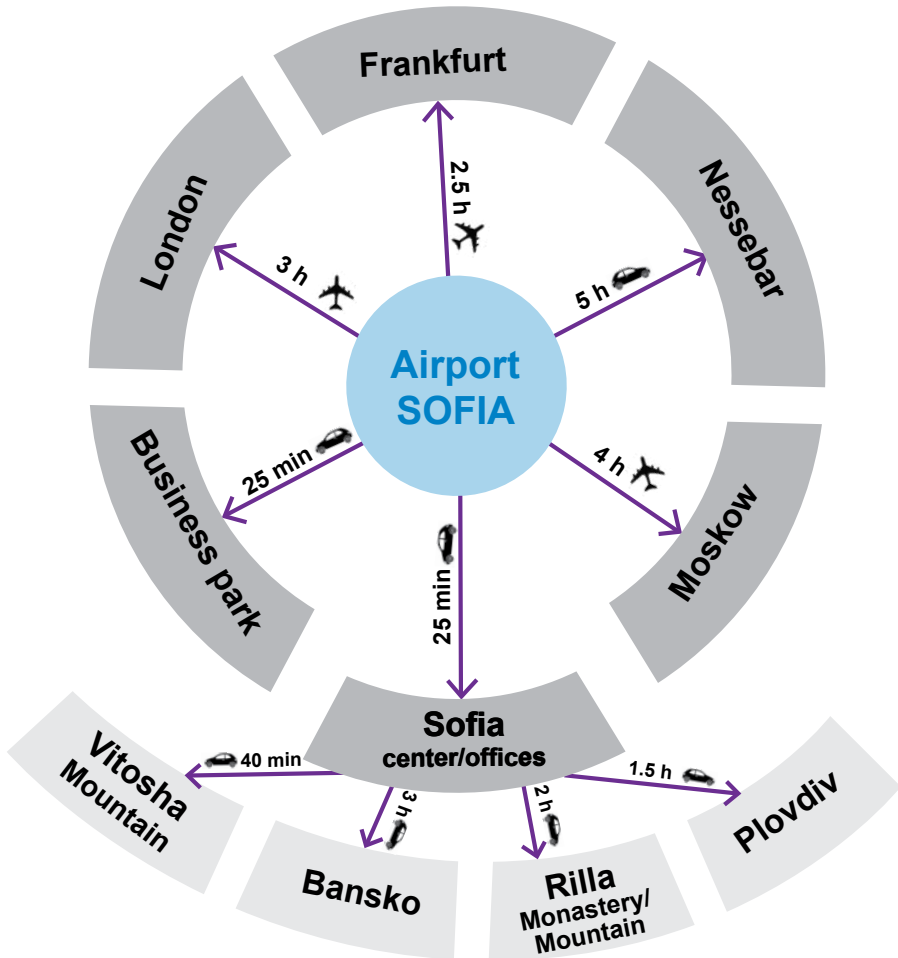 Frankfurt
London
Nessebar
2.5 h
3 h
5 h
Airport
SOFIA
Business park
25 min
4 h
Moskow
25 min
Sofia
center/offices
Vitosha
Mountain
40 min
3 h
2 h
1.5 h
Bansko
Rilla
Monastery/
Mountain
Plovdiv